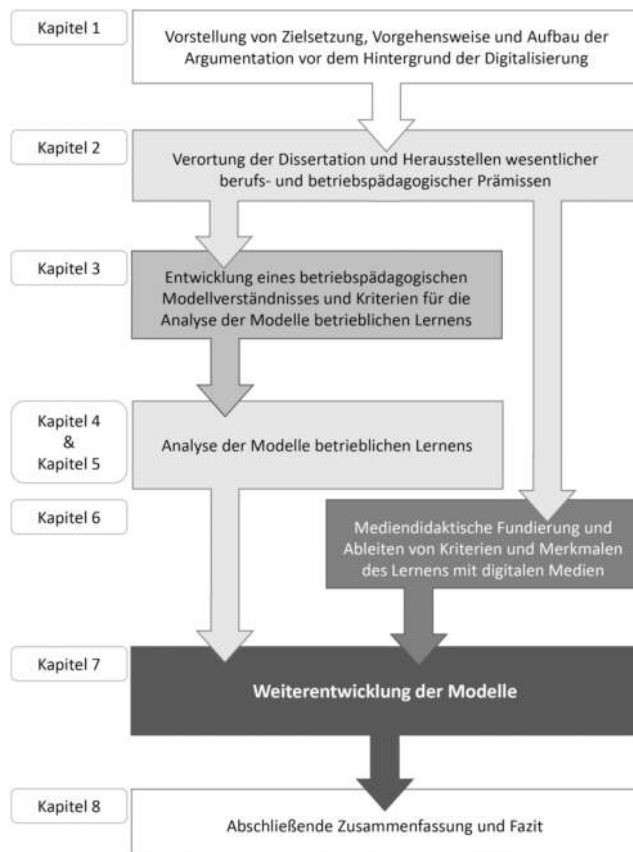 Kapitel 1
Vorstellung von Zielsetzung, Vorgehensweise und Aufbau der
Argumentation vor dem Hintergrund der Digitalisierung
Kapitel 2
Verortung der Dissertation und Herausstellen wesentlicher
berufs- und betriebspädagogischer Prämissen
Kapitel 3
Entwicklung eines betriebspädagogischen
Modellverständnisses und Kriterien für die
Analyse der Modelle betrieblichen Lernens
Kapitel 4
&
Kapitel 5
Analyse der Modelle betrieblichen Lernens
Kapitel 6
Mediendidaktische Fundierung und
Ableiten von Kriterien und Merkmalen
des Lernens mit digitalen Medien
Kapitel 7
Weiterentwicklung der Modelle
Kapitel 8
Abschließende Zusammenfassung und Fazit